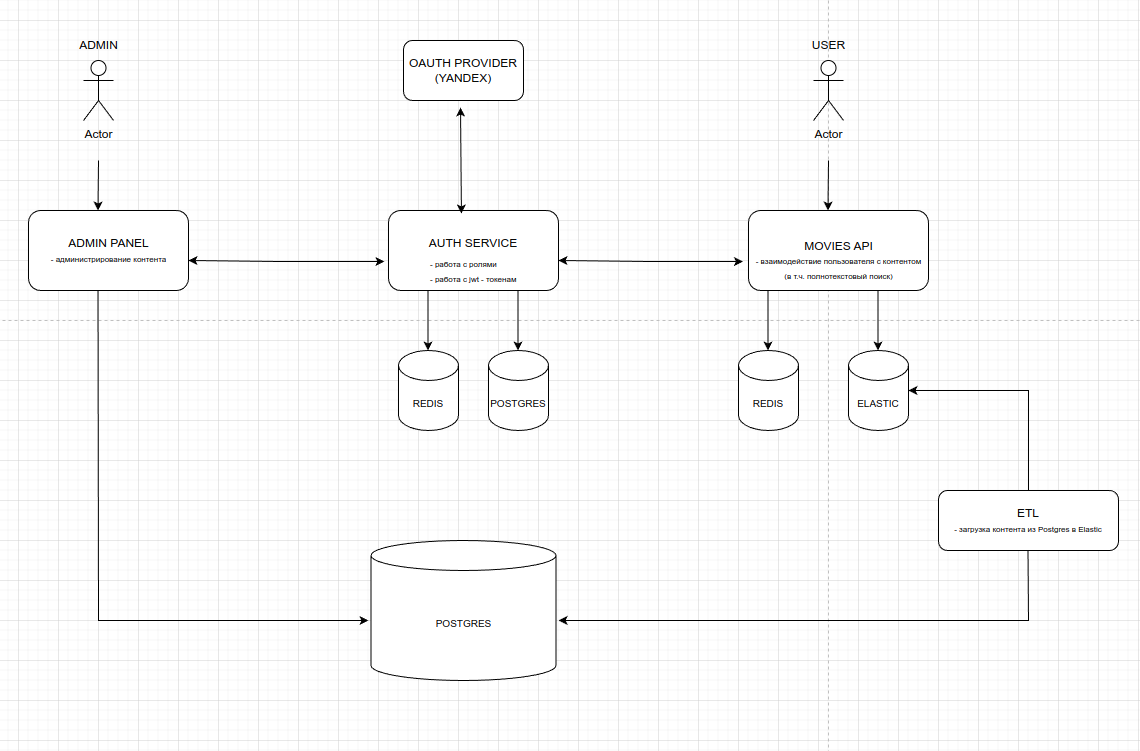 ADMIN
Actor
OAUTH PROVIDER
(YANDEX)
USER
Actor
ADMIN PANEL
- администрирование контента
AUTH SERVICE
- работа с ролями
- работа с jwt - токенам
MOVIES API
- взаимодействие пользователя с контентом
(в т.ч. полнотекстовый поиск)
REDIS
POSTGRES
REDIS
ELASTIC
ETL
- загрузка контента из Postgres в Elastic
POSTGRES